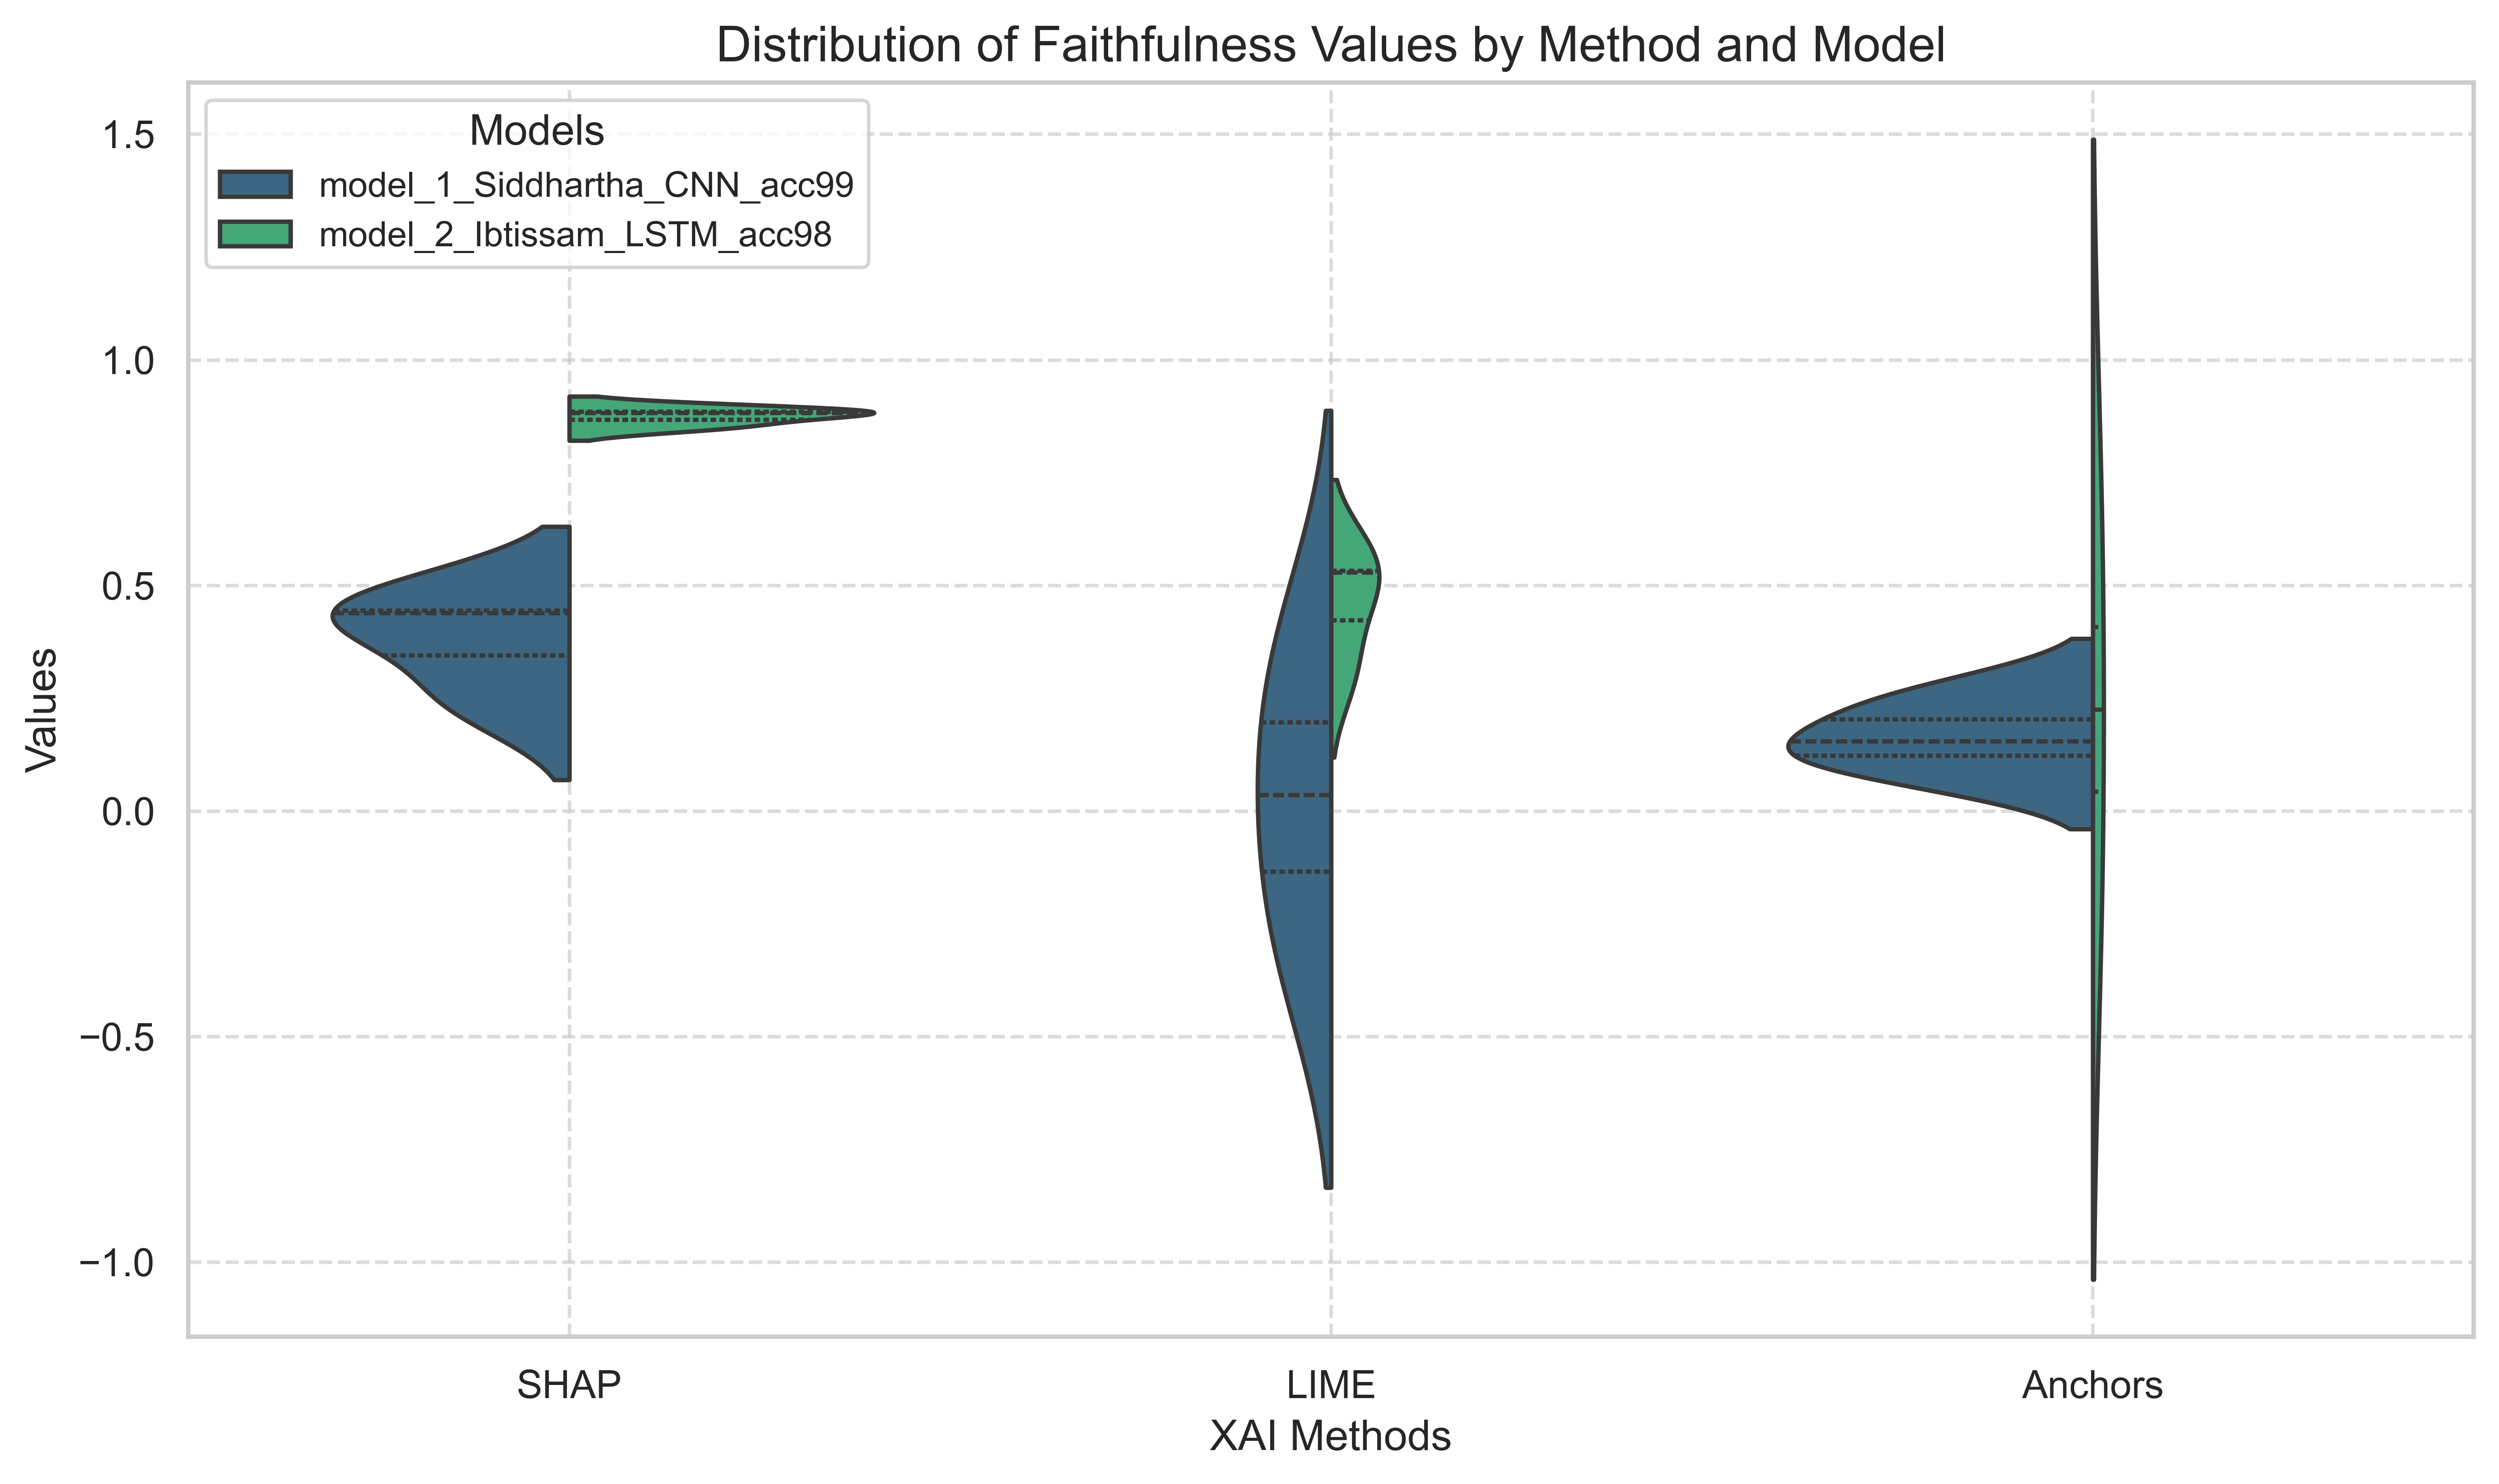 Distribution of Faithfulness Values by Method and Model
Models
model_1_Siddhartha_CNN_acc99
model_2_Ibtissam_LSTM_acc98
Values
1.5
1.0
0.5
0.0
−0.5
−1.0
SHAP
LIME
Anchors
XAI Methods